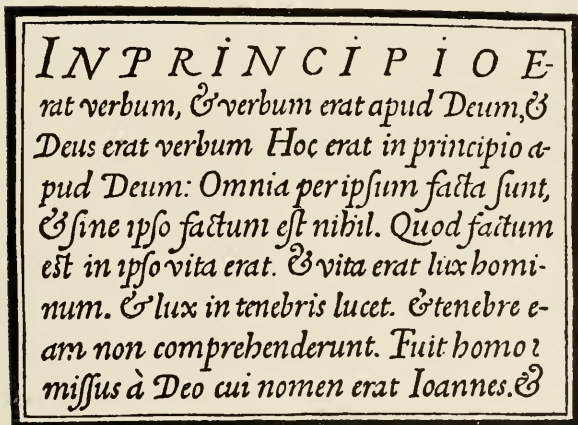 IN PRINCIPIO E-
rat verbum, & verbum erat apud Deum, &
Deus erat verbum Hoc erat in principio a-
pud Deum: Omnia per ipſum facta ſunt,
& ſine ipſo factum eſt nihil. Quod factum
eſt in ipſo vita erat. & vita erat lux homi-
num. & lux in tenebris lucet. & tenebre e-
am non comprehenderunt. Fuit homo
miſſus à Deo cui nomen erat Ioannes. &